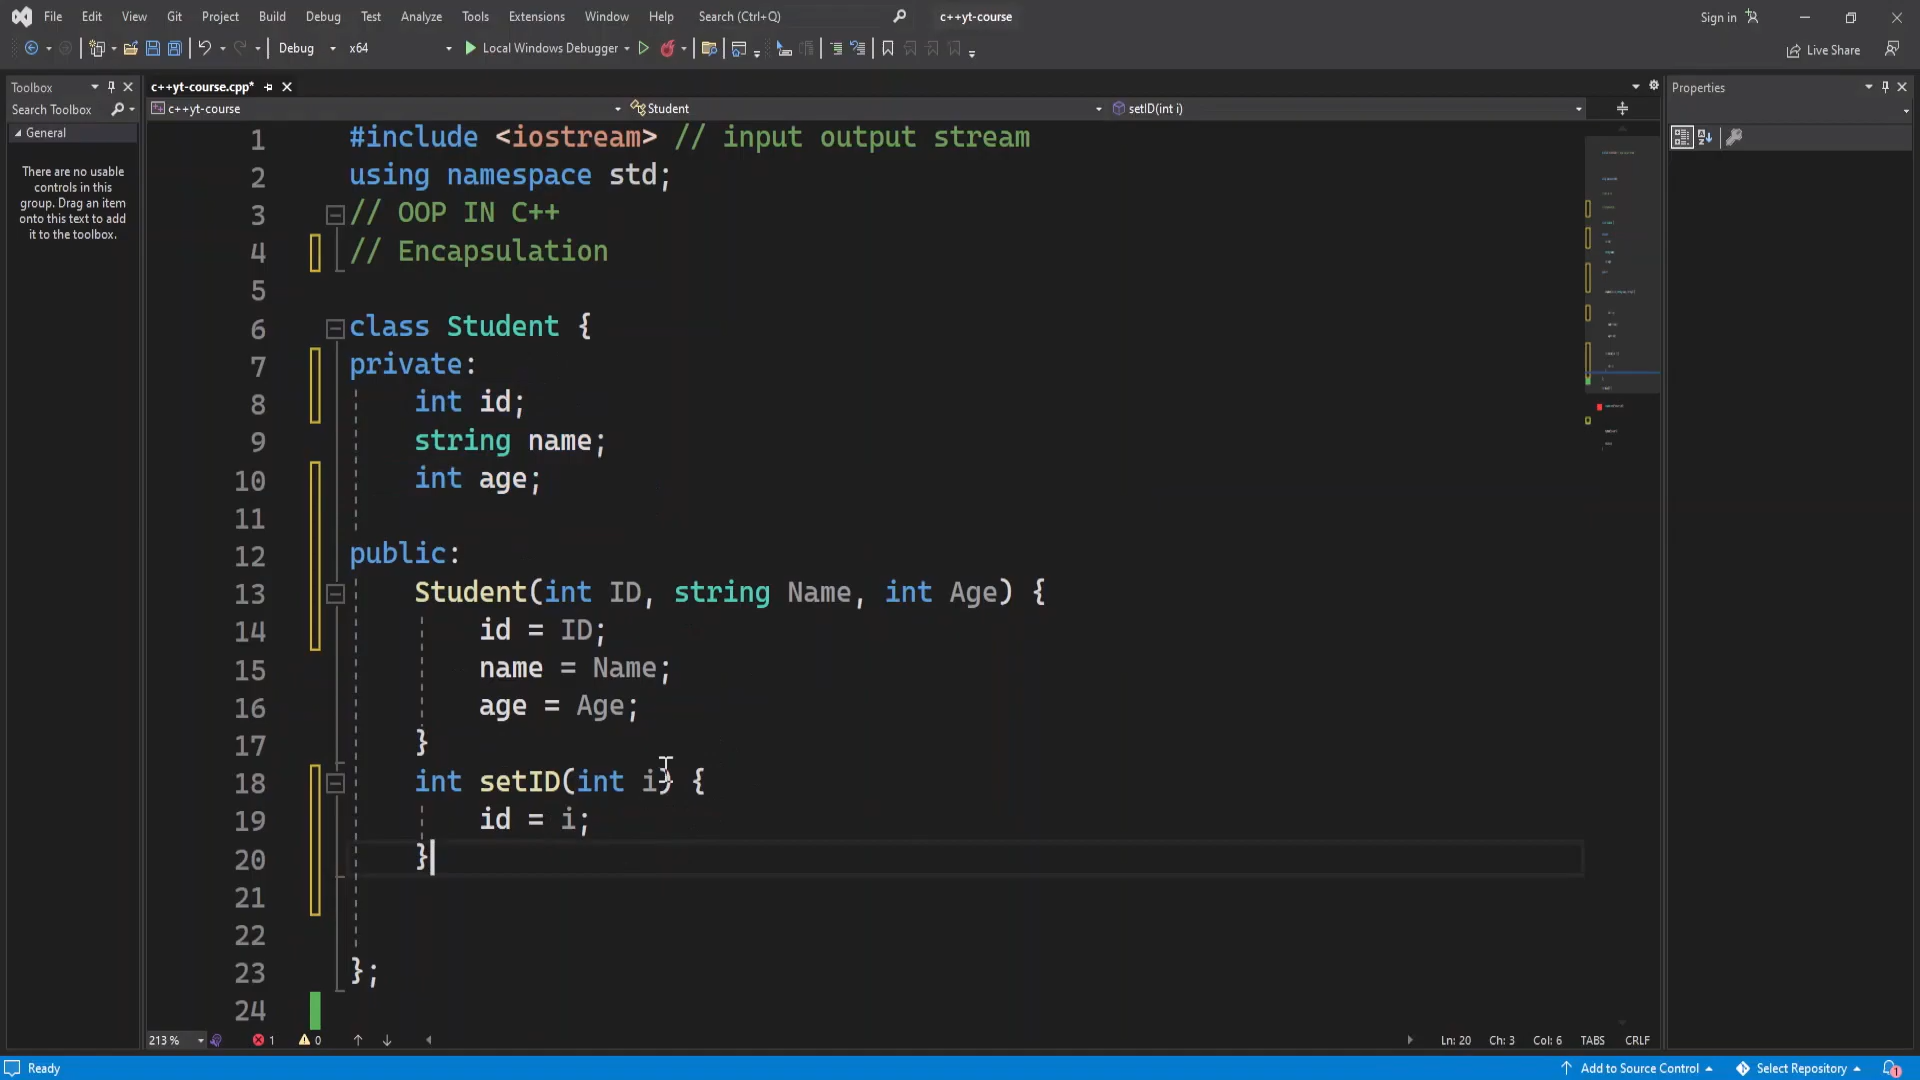 File Edit View Git Project Build Debug Test Analyze Tools Extensions Window Help Search (Ctrl+Q) c++yt-course Sign in
Debug x64 Local Windows Debugger Live Share
Toolbox
Search Toolbox
General
There are no usable
controls in this
group. Drag an item
onto this text to add
it to the toolbox.
c++yt-course.cpp*
c++yt-course Student setID(int i)
1 #include <iostream> // input output stream
2 using namespace std;
3 // OOP IN C++
4 // Encapsulation
5
6 class Student {
7 private:
8 int id;
9 string name;
10 int age;
11
12 public:
13 Student(int ID, string Name, int Age) {
14 id = ID;
15 name = Name;
16 age = Age;
17 }
18 int setID(int i) {
19 id = i;
20 }
21
22
23 };
24
213 % 1 0 Ln: 20 Ch: 3 Col: 6 TABS CRLF
Properties
Ready Add to Source Control Select Repository 1